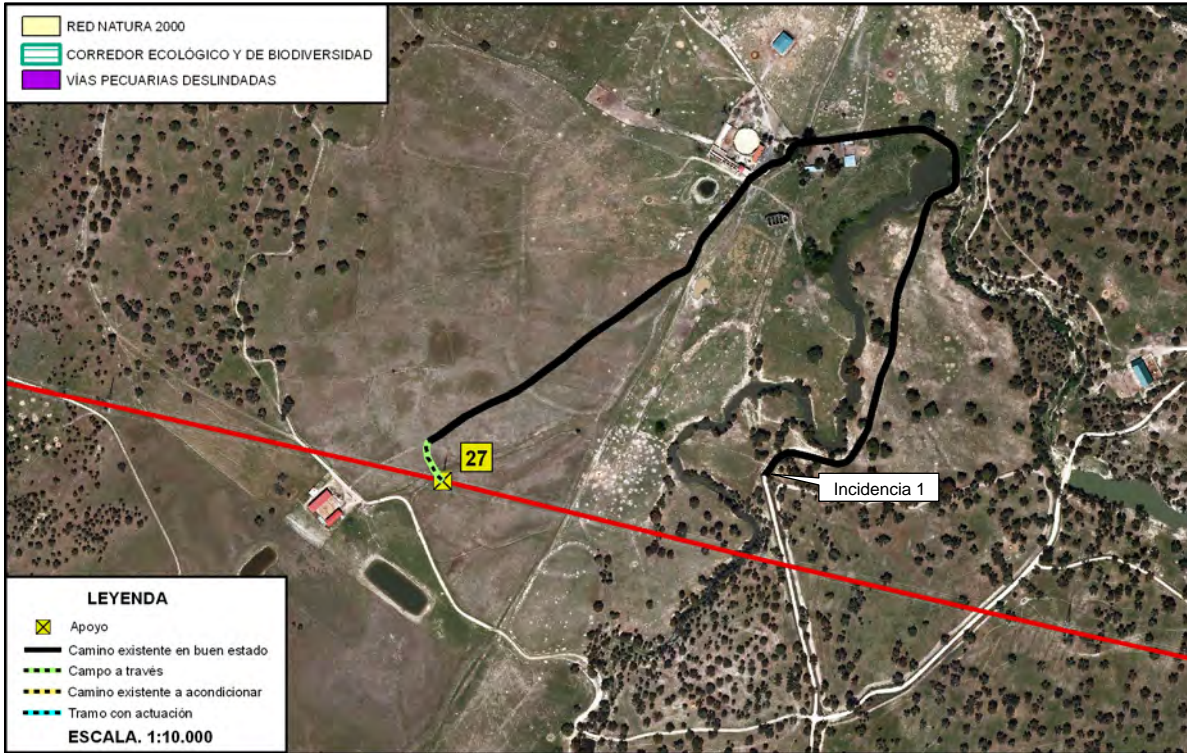 RED NATURA 2000
CORREDOR ECOLÓGICO Y DE BIODIVERSIDAD
VÍAS PECUARIAS DESLINDADAS
27
Incidencia 1
LEYENDA
Apoyo
Camino existente en buen estado
Campo a través
Camino existente a acondicionar
Tramo con actuación
ESCALA. 1:10.000